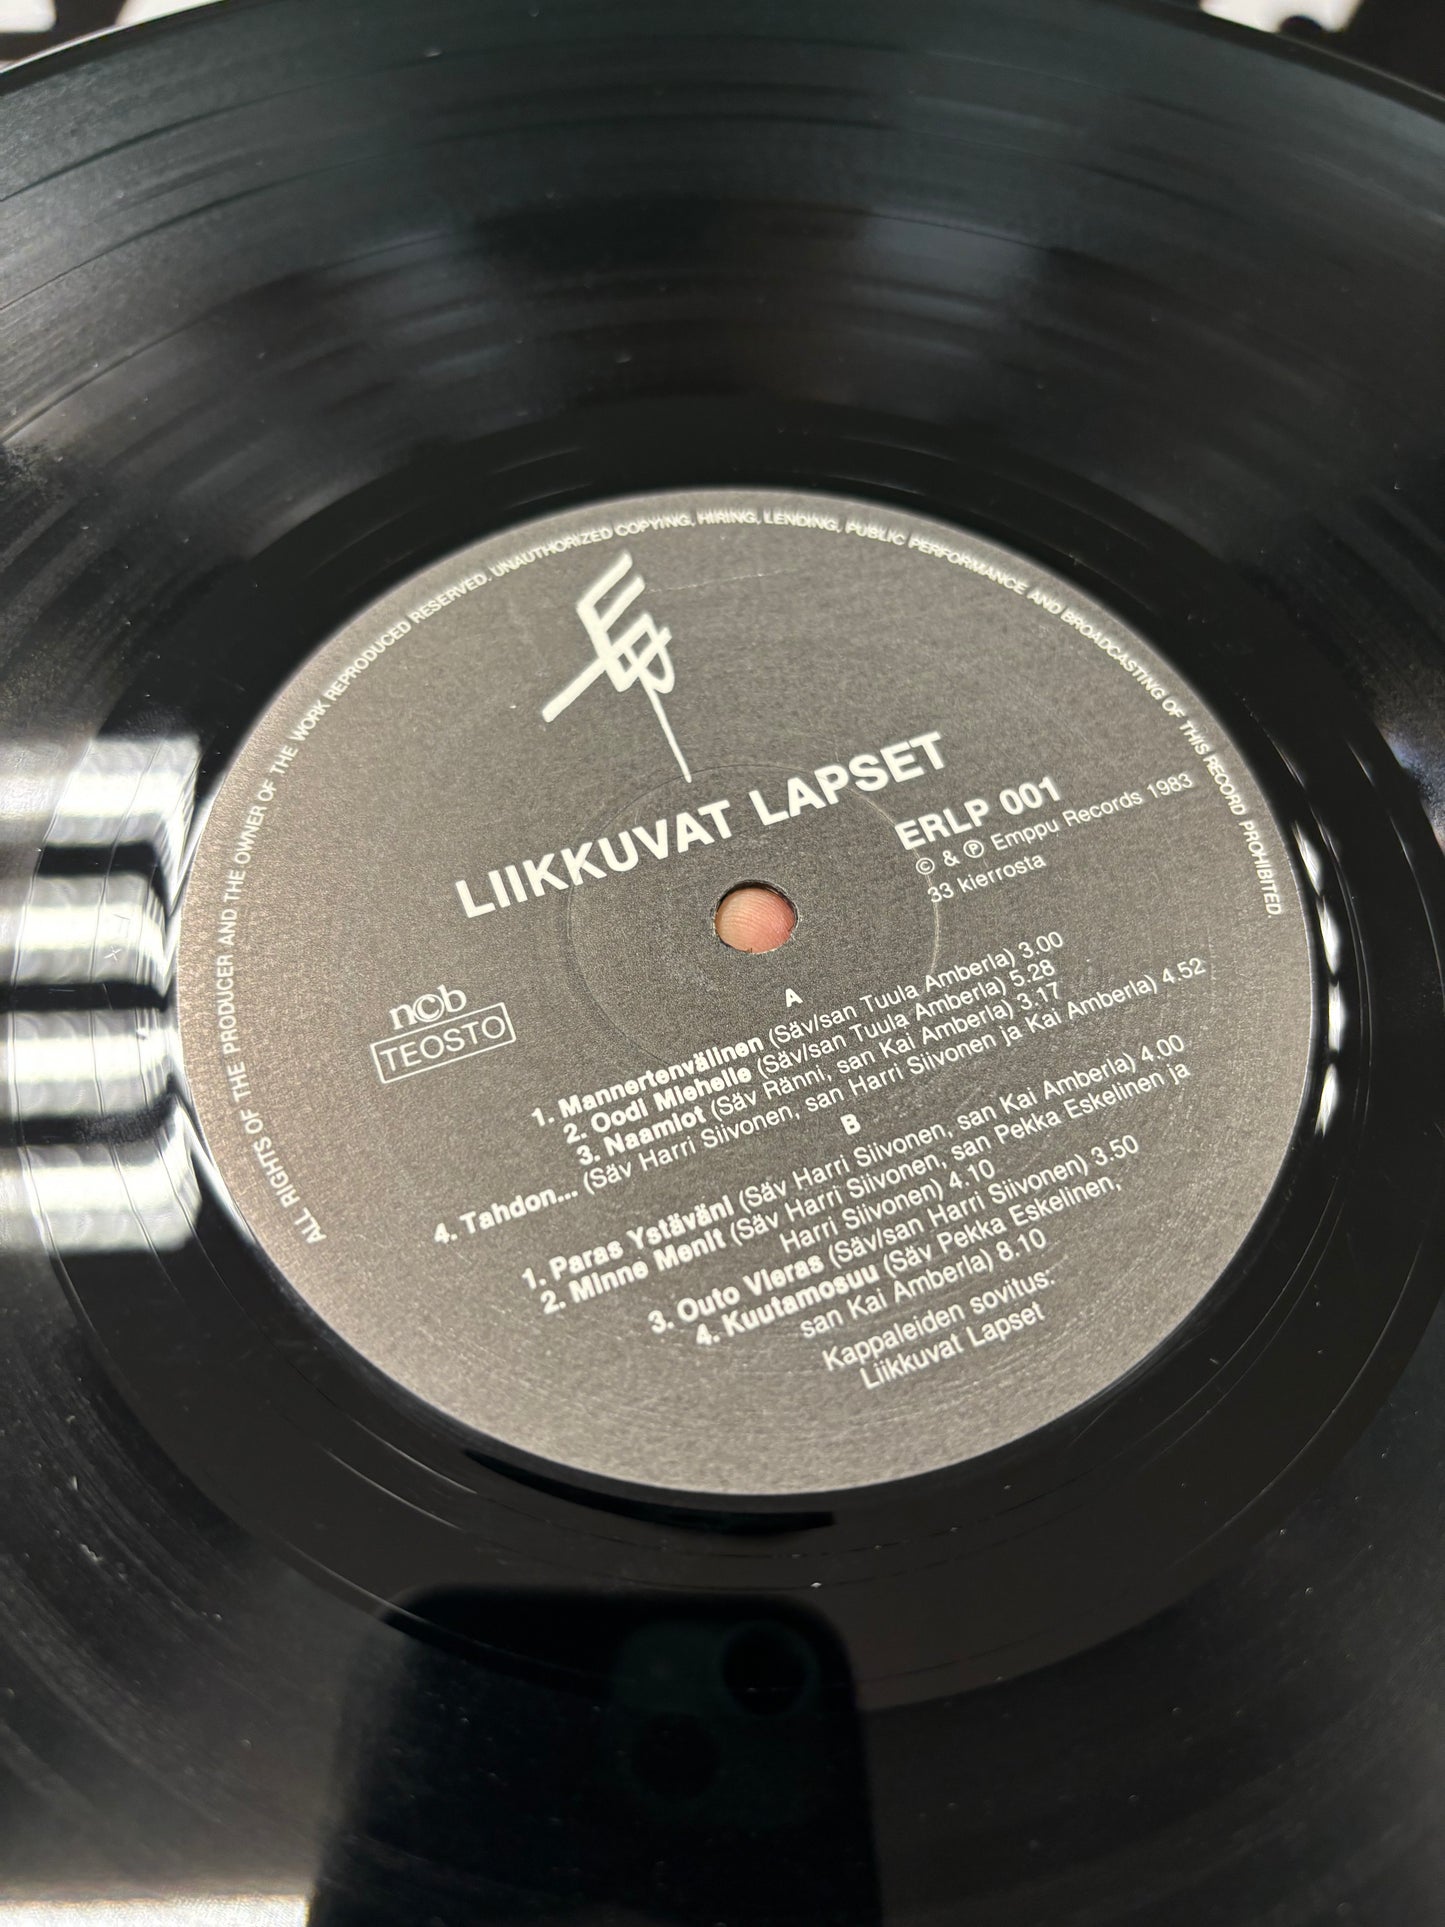 ALL RIGHTS OF THE PRODUCER AND THE OWNER OF THE WORK REPRODUCED RESERVED. UNAUTHORIZED COPYING, HIRING, LENDING, PUBLIC PERFORMANCE AND BROADCASTING OF THIS RECORD PROHIBITED.
LIIKKUVAT LAPSET
ERLP 001
© & ℗ Emppu Records 1983
33 kierrosta
ncb
TEOSTO
A
1. Mannertenvälinen (Säv/san Tuula Amberla) 3.00
2. Oodi Miehelle (Säv/san Tuula Amberla) 5.28
3. Naamiot (Säv Ränni, san Kai Amberla) 3.17
4. Tahdon... (Säv Harri Siivonen, san Harri Siivonen ja Kai Amberla) 4.52
B
1. Paras Ystäväni (Säv Harri Siivonen, san Kai Amberla) 4.00
2. Minne Menit (Säv Harri Siivonen, san Pekka Eskelinen ja
Harri Siivonen) 4.10
3. Outo Vieras (Säv/san Harri Siivonen) 3.50
4. Kuutamosuu (Säv Pekka Eskelinen,
san Kai Amberla) 8.10
Kappaleiden sovitus:
Liikkuvat Lapset